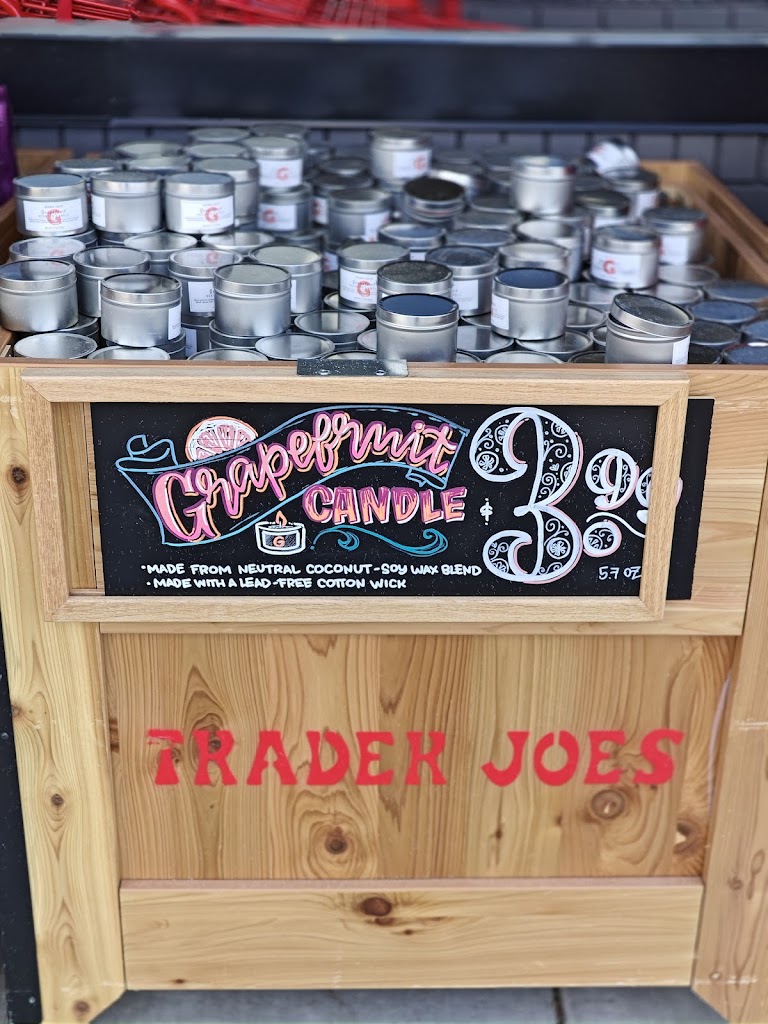 Grapefruit
CANDLE
$3.99
• MADE FROM NEUTRAL COCONUT-SOY WAX BLEND
• MADE WITH A LEAD-FREE COTTON WICK
5.7 OZ
TRADER JOES